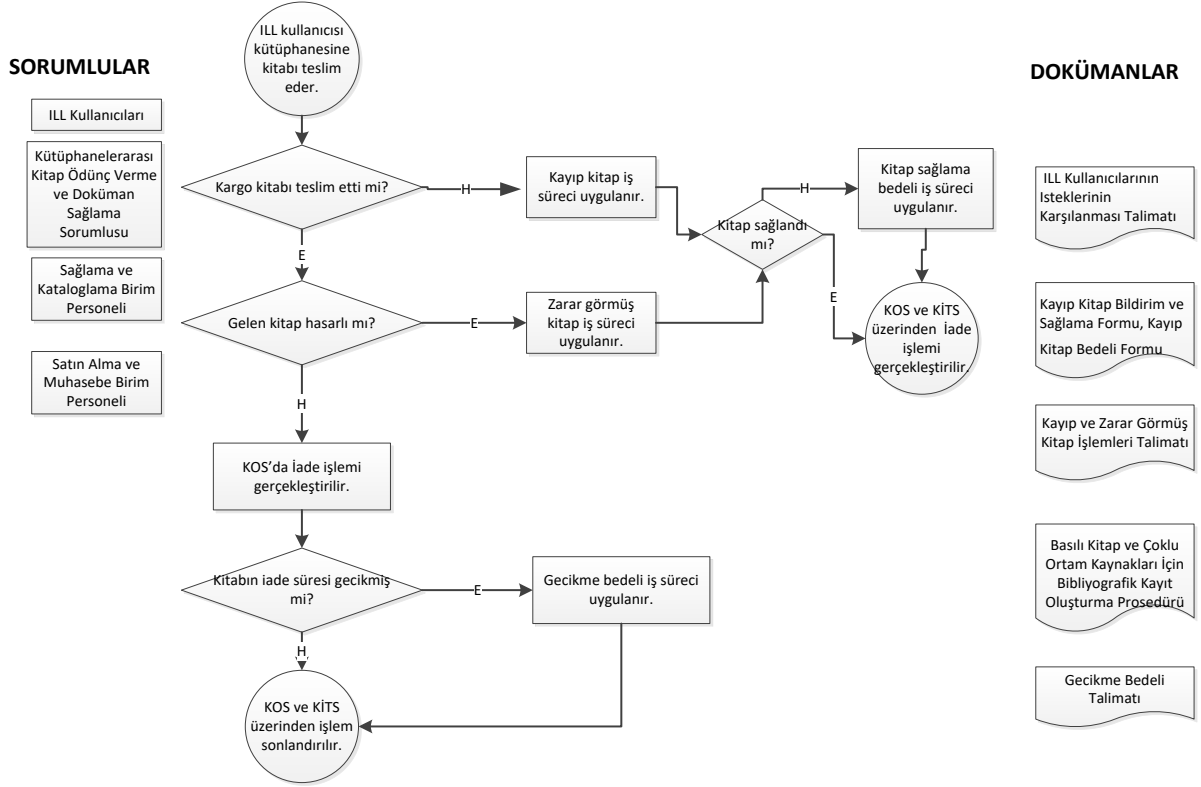 SORUMLULAR
ILL Kullanıcıları
Kütüphanelerarası
Kitap Ödünç Verme
ve Doküman
Sağlama
Sorumlusu
Sağlama ve
Kataloglama Birim
Personeli
Satın Alma ve
Muhasebe Birim
Personeli
ILL kullanıcısı
kütüphanesine
kitabı teslim
eder.
Kargo kitabı teslim etti mi?
H
Kayıp kitap iş
süreci uygulanır.
E
Gelen kitap hasarlı mı?
E
Zarar görmüş
kitap iş süreci
uygulanır.
Kitap sağlandı
mı?
H
Kitap sağlama
bedeli iş süreci
uygulanır.
E
KOS ve KİTS
üzerinden İade
işlemi
gerçekleştirilir.
H
KOS’da İade işlemi
gerçekleştirilir.
Kitabın iade süresi gecikmiş
mi?
E
Gecikme bedeli iş süreci
uygulanır.
H
KOS ve KİTS
üzerinden işlem
sonlandırılır.
DOKÜMANLAR
ILL Kullanıcılarının
Isteklerinin
Karşılanması Talimatı
Kayıp Kitap Bildirim ve
Sağlama Formu, Kayıp
Kitap Bedeli Formu
Kayıp ve Zarar Görmüş
Kitap İşlemleri Talimatı
Basılı Kitap ve Çoklu
Ortam Kaynakları İçin
Bibliyografik Kayıt
Oluşturma Prosedürü
Gecikme Bedeli
Talimatı